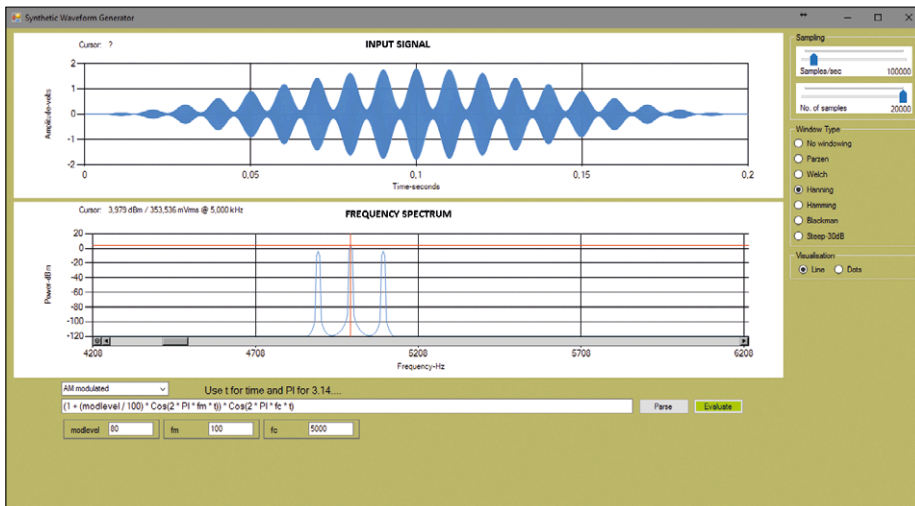 Synthetic Waveform Generator
Cursor: ?
INPUT SIGNAL
Amplitude-volts
2
1
0
-1
-2
0
0,05
0,1
0,15
0,2
Time-seconds
Cursor: 3,979 dBm / 353,536 mVrms @ 5,000 kHz
FREQUENCY SPECTRUM
Power-dBm
20
0
-20
-40
-60
-80
-100
-120
4200
4700
5200
5700
6200
Frequency-Hz
Sampling
Samples/sec 100000
No. of samples 20000
Window Type
No windowing
Parzen
Welch
Hanning
Hamming
Blackman
Steep-30dB
Visualisation
Line Dots
AM modulated
Use t for time and PI for 3.14....
(1 + (modlevel / 100) * Cos(2 * PI * fm * t)) * Cos(2 * PI * fc * t)
Parse
Evaluate
modlevel 80
fm 100
fc 5000